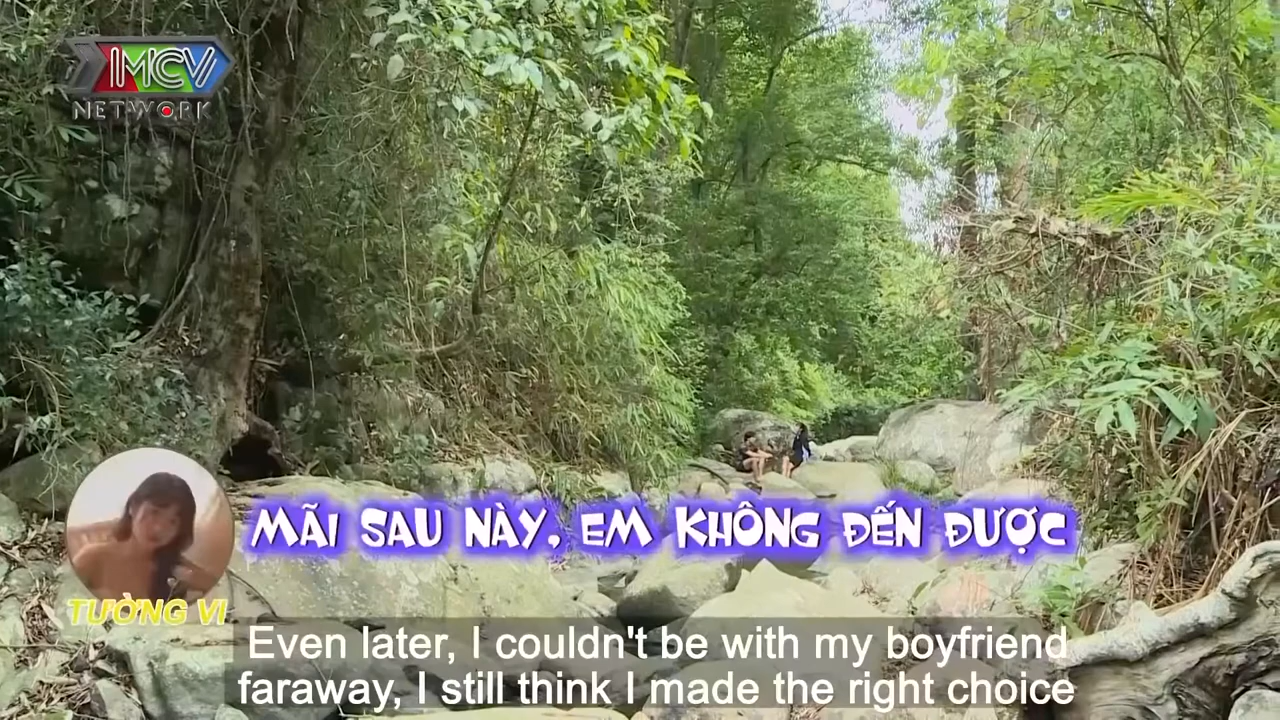 MCV
NETWORK
MÃI SAU NÀY, EM KHÔNG ĐẾN ĐƯỢC
TƯỜNG VI
Even later, I couldn't be with my boyfriend
faraway, I still think I made the right choice